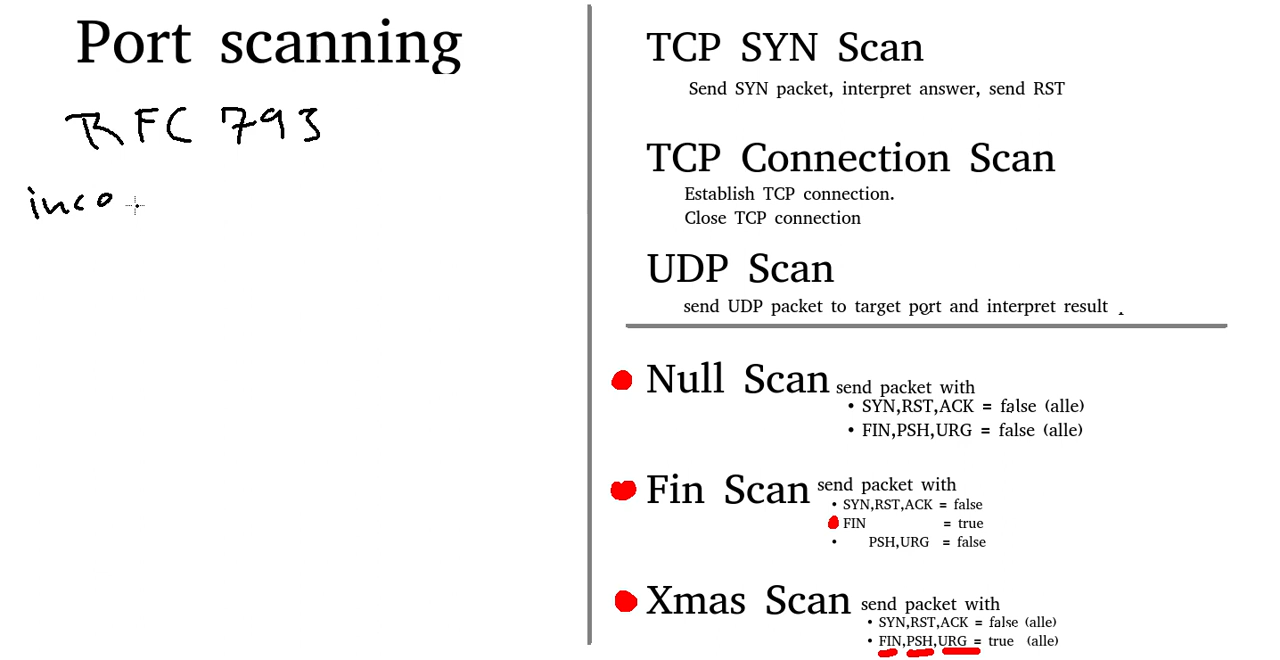 Port scanning
RFC 793
inco
TCP SYN Scan
Send SYN packet, interpret answer, send RST
TCP Connection Scan
Establish TCP connection.
Close TCP connection
UDP Scan
send UDP packet to target port and interpret result .
Null Scan send packet with
• SYN,RST,ACK = false (alle)
• FIN,PSH,URG = false (alle)
Fin Scan send packet with
• SYN,RST,ACK = false
FIN = true
• PSH,URG = false
Xmas Scan send packet with
• SYN,RST,ACK = false (alle)
• FIN,PSH,URG = true (alle)